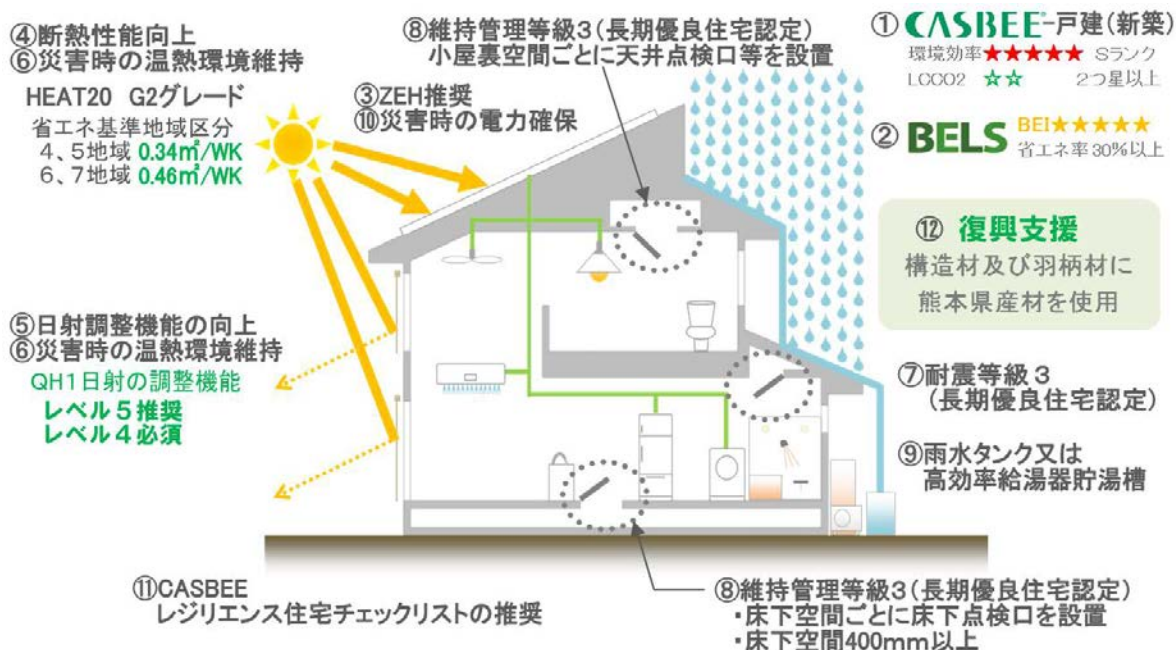 ④断熱性能向上
⑥災害時の温熱環境維持
HEAT20 G2グレード
省エネ基準地域区分
4、5地域 0.34㎡/WK
6、7地域 0.46㎡/WK
⑧維持管理等級3(長期優良住宅認定)
小屋裏空間ごとに天井点検口等を設置
③ZEH推奨
⑩災害時の電力確保
①CASBEE-戸建(新築)
環境効率★★★★★ Sランク
LCCO2 ☆☆ 2つ星以上
②BELS BEI★★★★★
省エネ率30%以上
⑫ 復興支援
構造材及び羽柄材に
熊本県産材を使用
⑤日射調整機能の向上
⑥災害時の温熱環境維持
QH1日射の調整機能
レベル5推奨
レベル4必須
⑦耐震等級3
(長期優良住宅認定)
⑨雨水タンク又は
高効率給湯器貯湯槽
⑪CASBEE
レジリエンス住宅チェックリストの推奨
⑧維持管理等級3(長期優良住宅認定)
・床下空間ごとに床下点検口を設置
・床下空間400mm以上